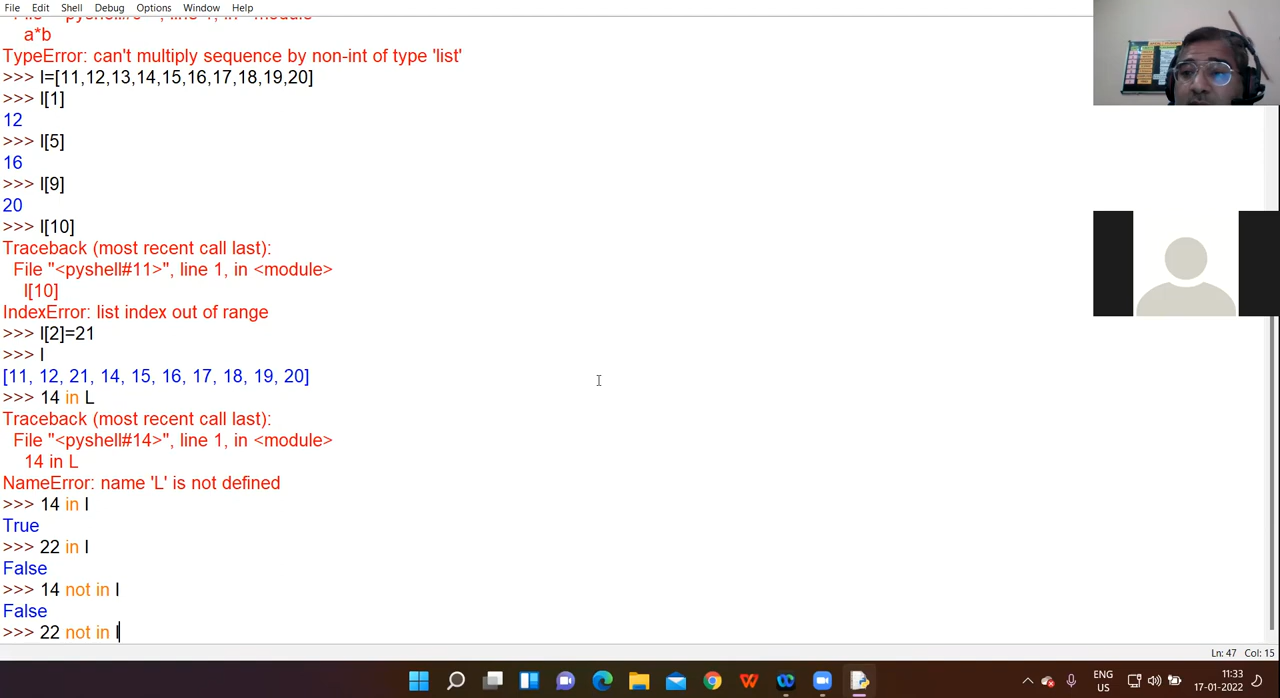 File Edit Shell Debug Options Window Help
a*b
TypeError: can't multiply sequence by non-int of type 'list'
>>> l=[11,12,13,14,15,16,17,18,19,20]
>>> l[1]
12
>>> l[5]
16
>>> l[9]
20
>>> l[10]
Traceback (most recent call last):
File "<pyshell#11>", line 1, in <module>
l[10]
IndexError: list index out of range
>>> l[2]=21
>>> l
[11, 12, 21, 14, 15, 16, 17, 18, 19, 20]
>>> 14 in L
Traceback (most recent call last):
File "<pyshell#14>", line 1, in <module>
14 in L
NameError: name 'L' is not defined
>>> 14 in l
True
>>> 22 in l
False
>>> 14 not in l
False
>>> 22 not in l
Ln: 47 Col: 15
ENG
US
11:33
17-01-2022